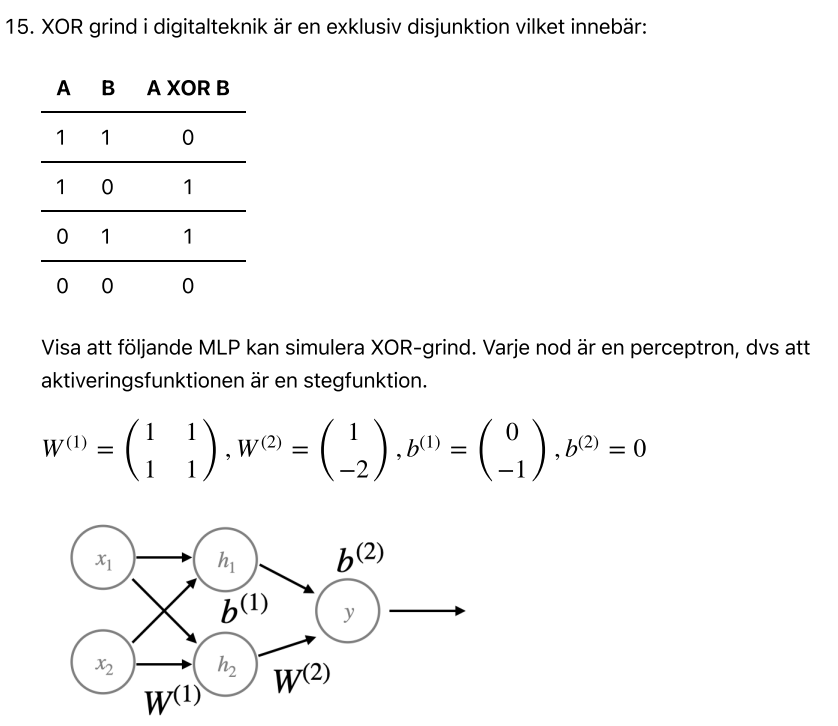 15. XOR grind i digitalteknik är en exklusiv disjunktion vilket innebär:
A B A XOR B
1 1 0
1 0 1
0 1 1
0 0 0
Visa att följande MLP kan simulera XOR-grind. Varje nod är en perceptron, dvs att
aktiveringsfunktionen är en stegfunktion.
W^(1) = (1 1; 1 1), W^(2) = (1; −2), b^(1) = (0; −1), b^(2) = 0
x₁ h₁ b^(2)
b^(1) y
x₂ h₂ W^(2)
W^(1)